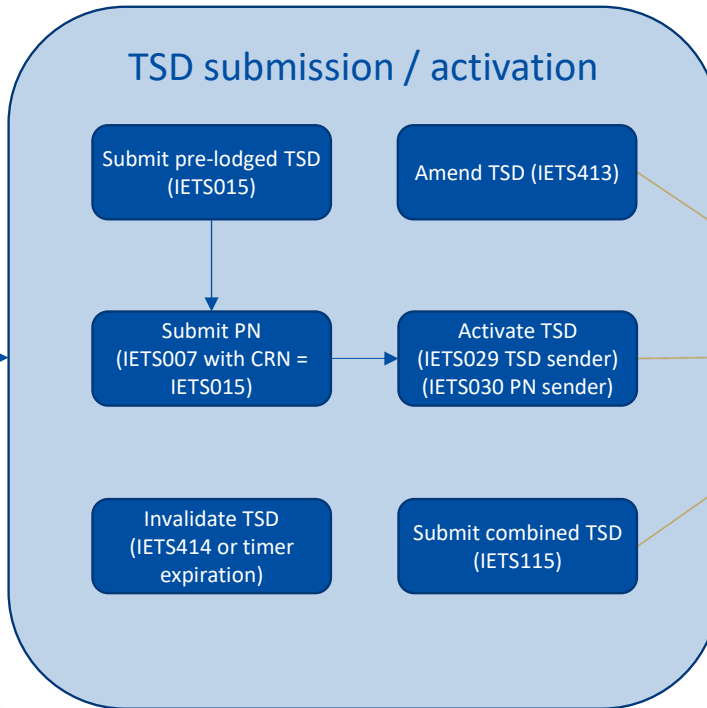 TSD submission / activation
Submit pre-lodged TSD
(IETS015)
Amend TSD (IETS413)
Submit PN
(IETS007 with CRN =
IETS015)
Activate TSD
(IETS029 TSD sender)
(IETS030 PN sender)
Invalidate TSD
(IETS414 or timer
expiration)
Submit combined TSD
(IETS115)